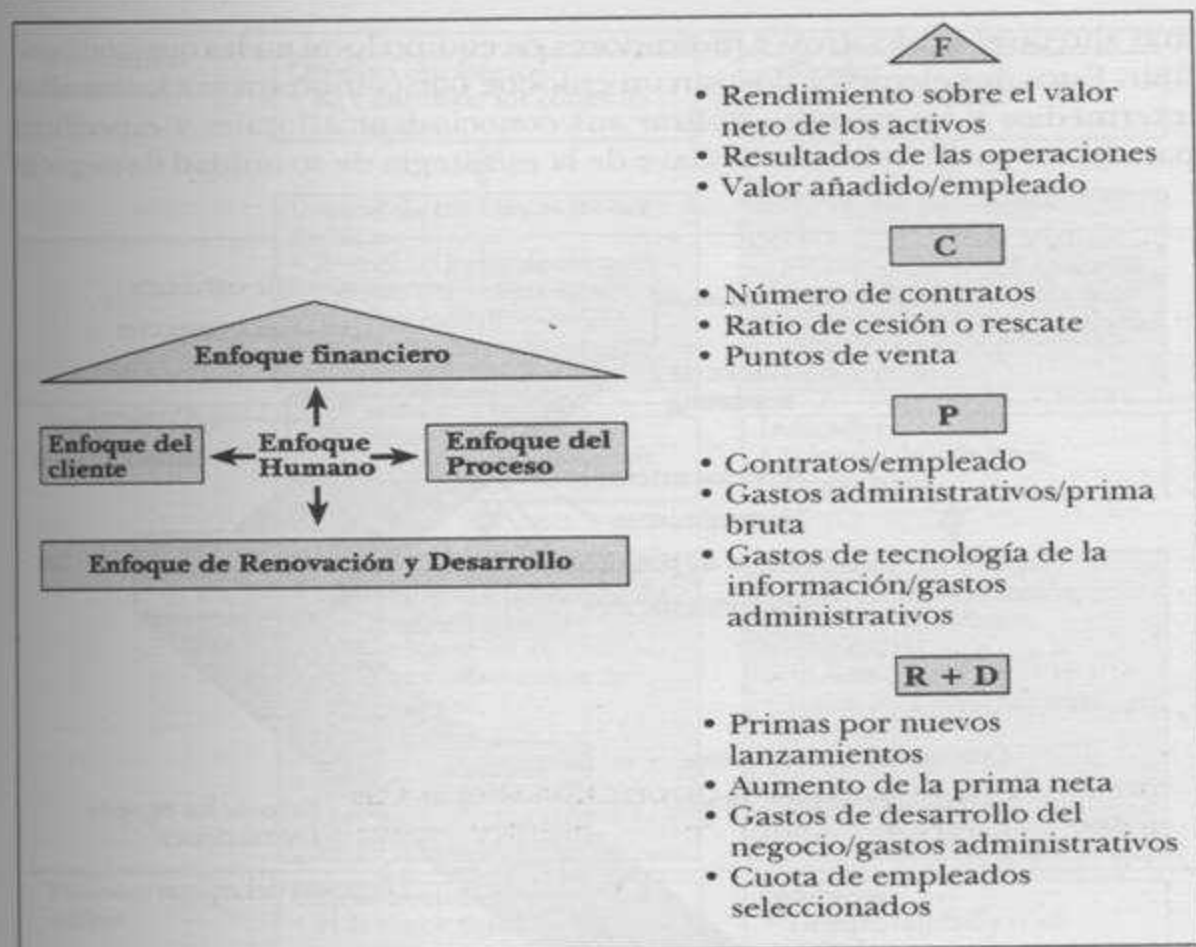 Enfoque financiero
Enfoque del
cliente
Enfoque
Humano
Enfoque del
Proceso
Enfoque de Renovación y Desarrollo
F
• Rendimiento sobre el valor
neto de los activos
• Resultados de las operaciones
• Valor añadido/empleado
C
• Número de contratos
• Ratio de cesión o rescate
• Puntos de venta
P
• Contratos/empleado
• Gastos administrativos/prima
bruta
• Gastos de tecnología de la
información/gastos
administrativos
R + D
• Primas por nuevos
lanzamientos
• Aumento de la prima neta
• Gastos de desarrollo del
negocio/gastos administrativos
• Cuota de empleados
seleccionados